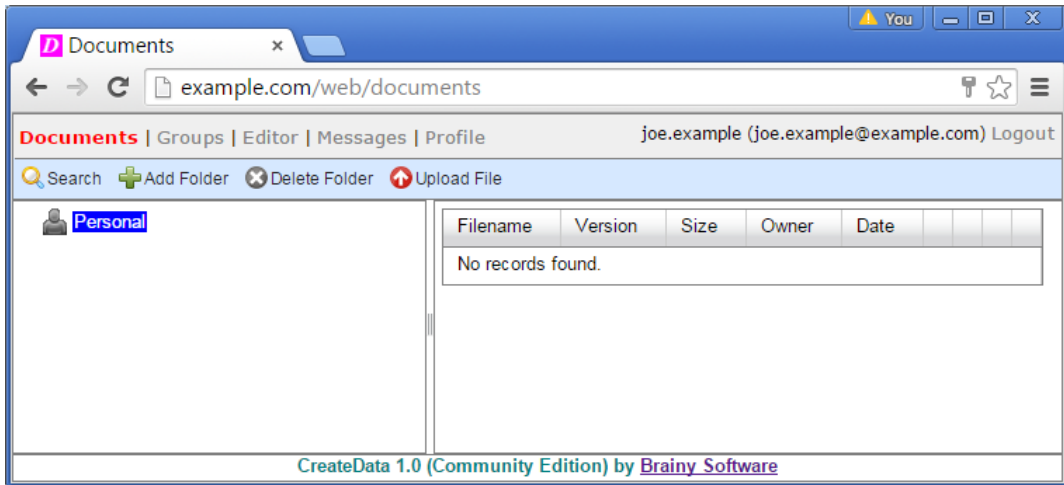 You
D Documents
example.com/web/documents
Documents | Groups | Editor | Messages | Profile joe.example (joe.example@example.com) Logout
Search Add Folder Delete Folder Upload File
Personal
Filename Version Size Owner Date
No records found.
CreateData 1.0 (Community Edition) by Brainy Software